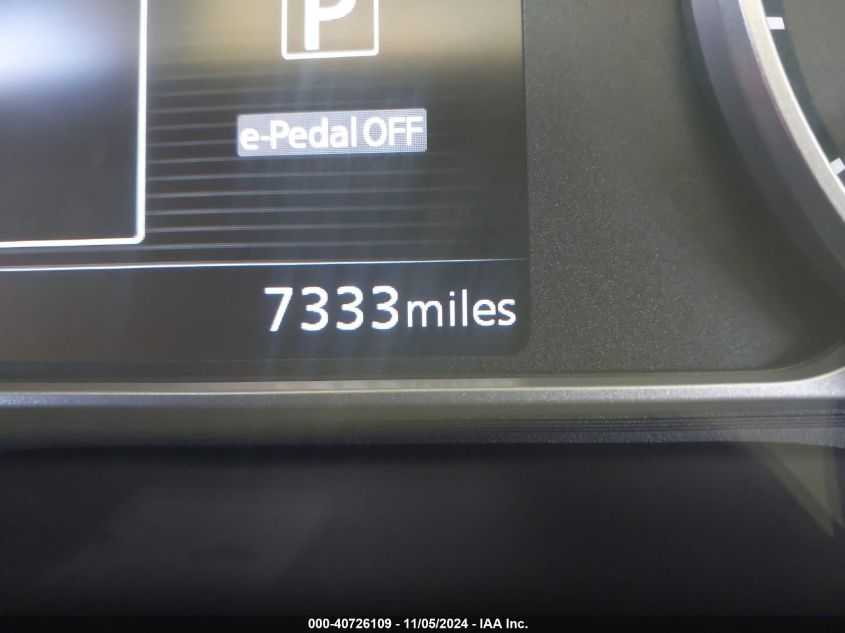 P
e-Pedal OFF
7333miles
000-40726109 - 11/05/2024 - IAA Inc.